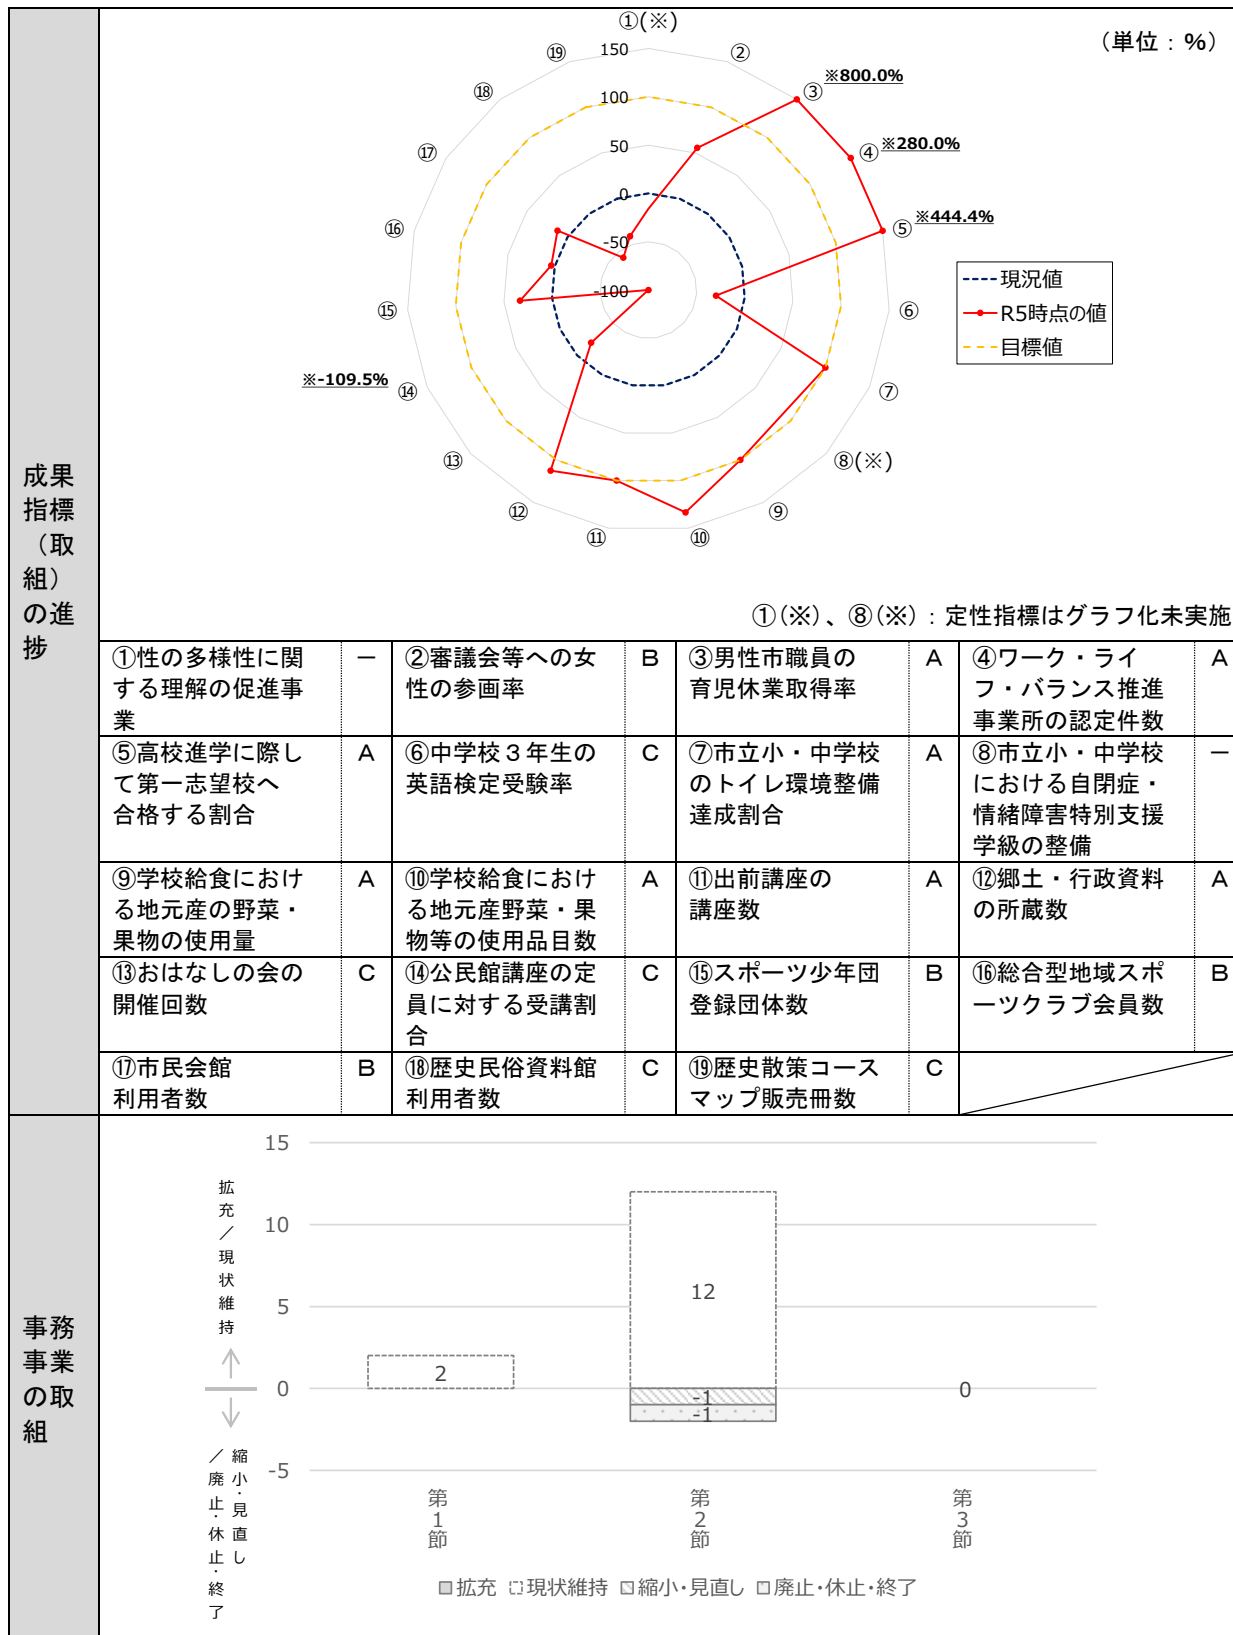 成果
指標
（取
組）
の進
捗
①(※)
（単位：%）
150
100
50
0
-50
-100
②
③
※800.0%
④
※280.0%
⑤
※444.4%
⑥
⑦
⑧(※)
⑨
⑩
⑪
⑫
⑬
⑭
※-109.5%
⑮
⑯
⑰
⑱
⑲
現況値
R5時点の値
目標値
①(※)、⑧(※)：定性指標はグラフ化未実施
①性の多様性に関
する理解の促進事
業
－
②審議会等への女
性の参画率
B
③男性市職員の
育児休業取得率
A
④ワーク・ライ
フ・バランス推進
事業所の認定件数
A
⑤高校進学に際し
て第一志望校へ
合格する割合
A
⑥中学校３年生の
英語検定受験率
C
⑦市立小・中学校
のトイレ環境整備
達成割合
A
⑧市立小・中学校
における自閉症・
情緒障害特別支援
学級の整備
－
⑨学校給食におけ
る地元産の野菜・
果物の使用量
A
⑩学校給食におけ
る地元産野菜・果
物等の使用品目数
A
⑪出前講座の
講座数
A
⑫郷土・行政資料
の所蔵数
A
⑬おはなしの会の
開催回数
C
⑭公民館講座の定
員に対する受講割
合
C
⑮スポーツ少年団
登録団体数
B
⑯総合型地域スポ
ーツクラブ会員数
B
⑰市民会館
利用者数
B
⑱歴史民俗資料館
利用者数
C
⑲歴史散策コース
マップ販売冊数
C
事務
事業
の取
組
拡充／現状維持
縮小・見直し
／廃止・休止・終了
15
10
5
0
-5
2
12
-1
-1
0
第1節
第2節
第3節
拡充 現状維持 縮小・見直し 廃止・休止・終了